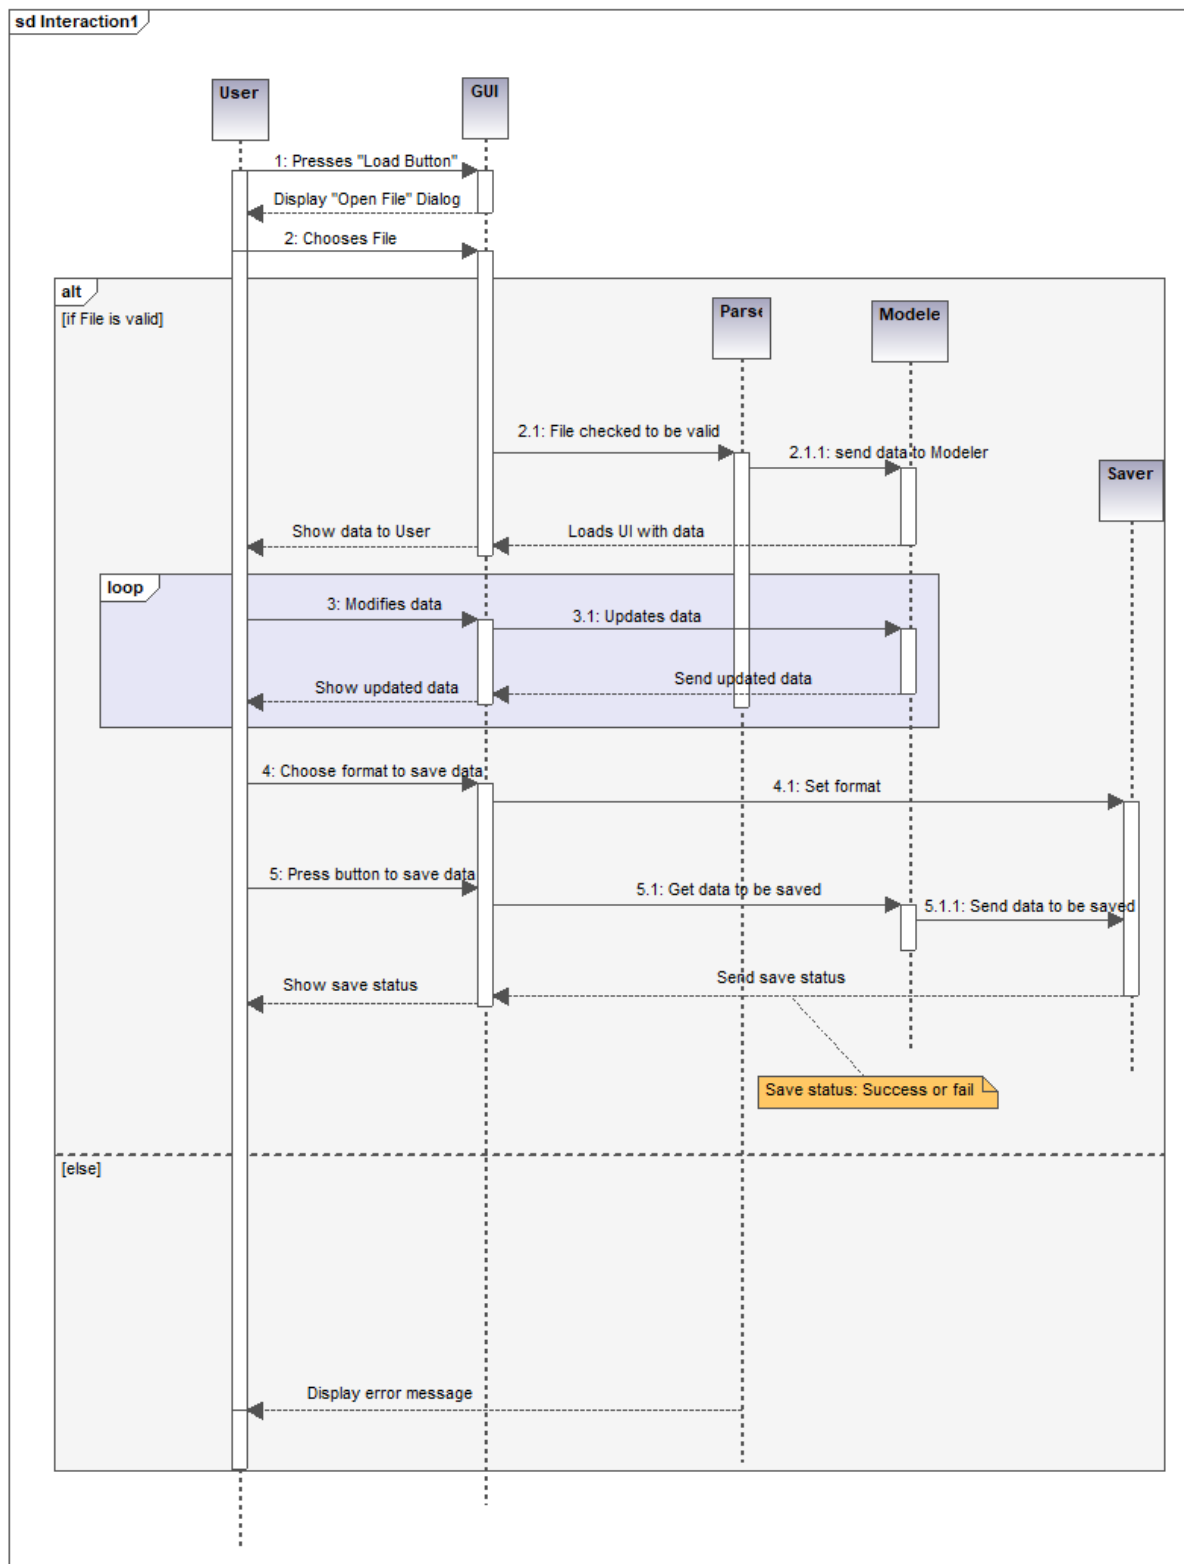 sd Interaction1
User
GUI
1: Presses "Load Button"
Display "Open File" Dialog
2: Chooses File
alt
[if File is valid]
Parse
Modele
2.1: File checked to be valid
2.1.1: send data to Modeler
Saver
Show data to User
Loads UI with data
loop
3: Modifies data
3.1: Updates data
Send updated data
Show updated data
4: Choose format to save data
4.1: Set format
5: Press button to save data
5.1: Get data to be saved
5.1.1: Send data to be saved
Send save status
Show save status
Save status: Success or fail
[else]
Display error message